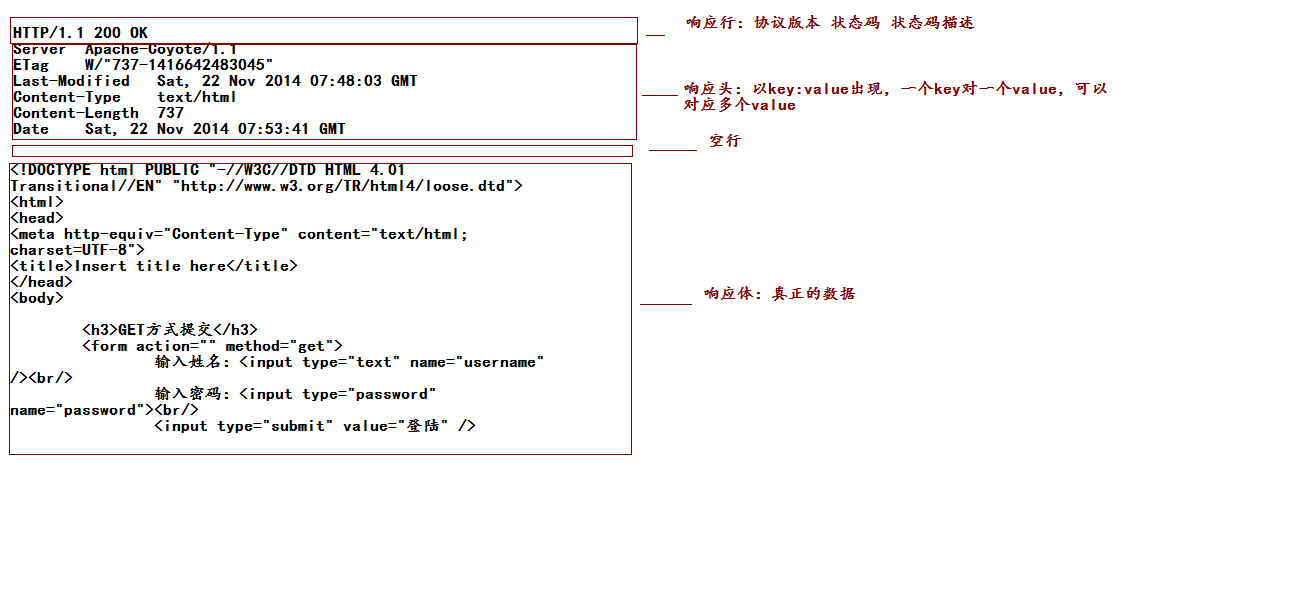 HTTP/1.1 200 OK
响应行：协议版本 状态码 状态码描述
Server  Apache-Coyote/1.1
ETag    W/"737-1416642483045"
Last-Modified   Sat, 22 Nov 2014 07:48:03 GMT
Content-Type    text/html
Content-Length  737
Date    Sat, 22 Nov 2014 07:53:41 GMT
响应头：以key:value出现，一个key对一个value，可以
对应多个value
空行
<!DOCTYPE html PUBLIC "-//W3C//DTD HTML 4.01
Transitional//EN" "http://www.w3.org/TR/html4/loose.dtd">
<html>
<head>
<meta http-equiv="Content-Type" content="text/html;
charset=UTF-8">
<title>Insert title here</title>
</head>
<body>
<h3>GET方式提交</h3>
<form action="" method="get">
输入姓名：<input type="text" name="username"
/><br/>
输入密码：<input type="password"
name="password"><br/>
<input type="submit" value="登陆" />
响应体：真正的数据